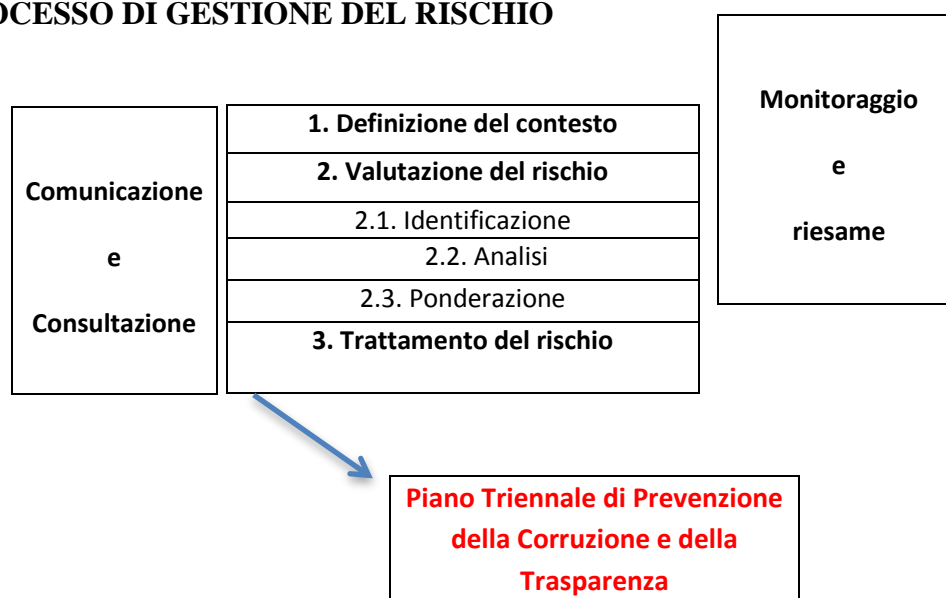 OCESSO DI GESTIONE DEL RISCHIO
Comunicazione
e
Consultazione
1. Definizione del contesto
2. Valutazione del rischio
2.1. Identificazione
2.2. Analisi
2.3. Ponderazione
3. Trattamento del rischio
Monitoraggio
e
riesame
Piano Triennale di Prevenzione
della Corruzione e della
Trasparenza